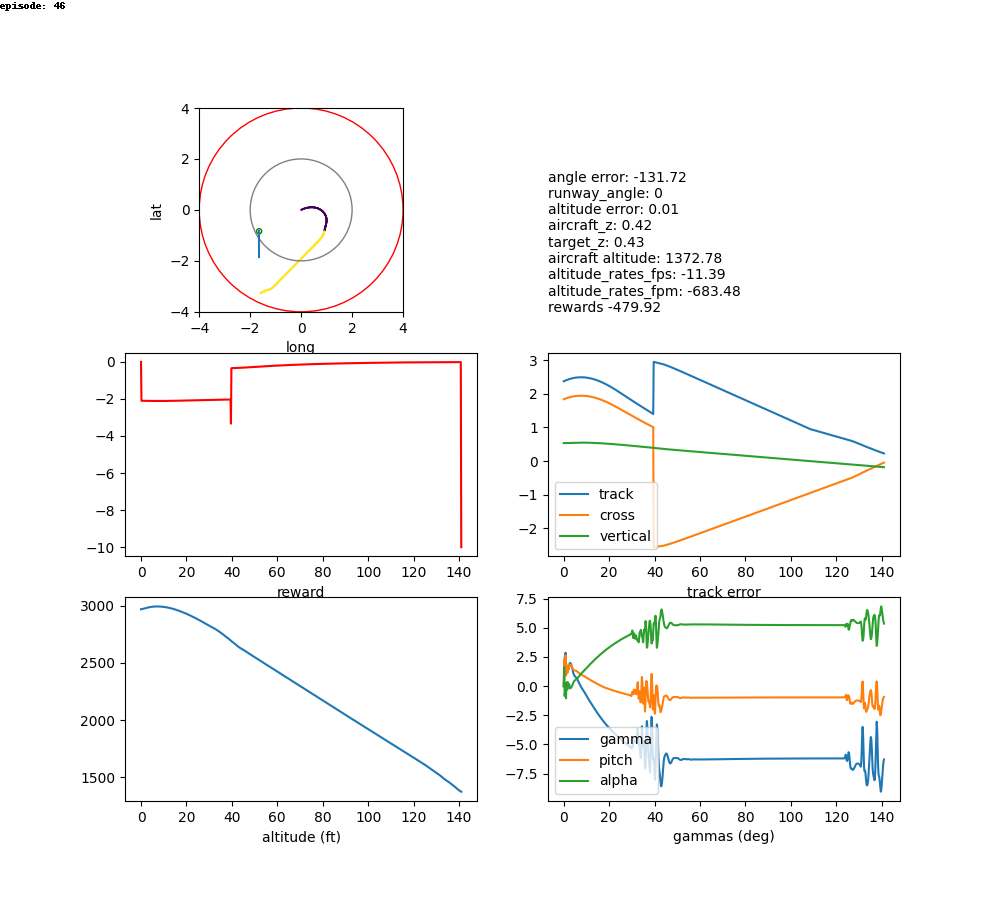 episode: 46
4
2
0
−2
−4
lat
−4 −2 0 2 4
long
angle error: -131.72
runway_angle: 0
altitude error: 0.01
aircraft_z: 0.42
target_z: 0.43
aircraft altitude: 1372.78
altitude_rates_fps: -11.39
altitude_rates_fpm: -683.48
rewards -479.92
0
−2
−4
−6
−8
−10
0 20 40 60 80 100 120 140
reward
3
2
1
0
−1
−2
track
cross
vertical
0 20 40 60 80 100 120 140
track error
3000
2500
2000
1500
0 20 40 60 80 100 120 140
altitude (ft)
7.5
5.0
2.5
0.0
−2.5
−5.0
−7.5
gamma
pitch
alpha
0 20 40 60 80 100 120 140
gammas (deg)